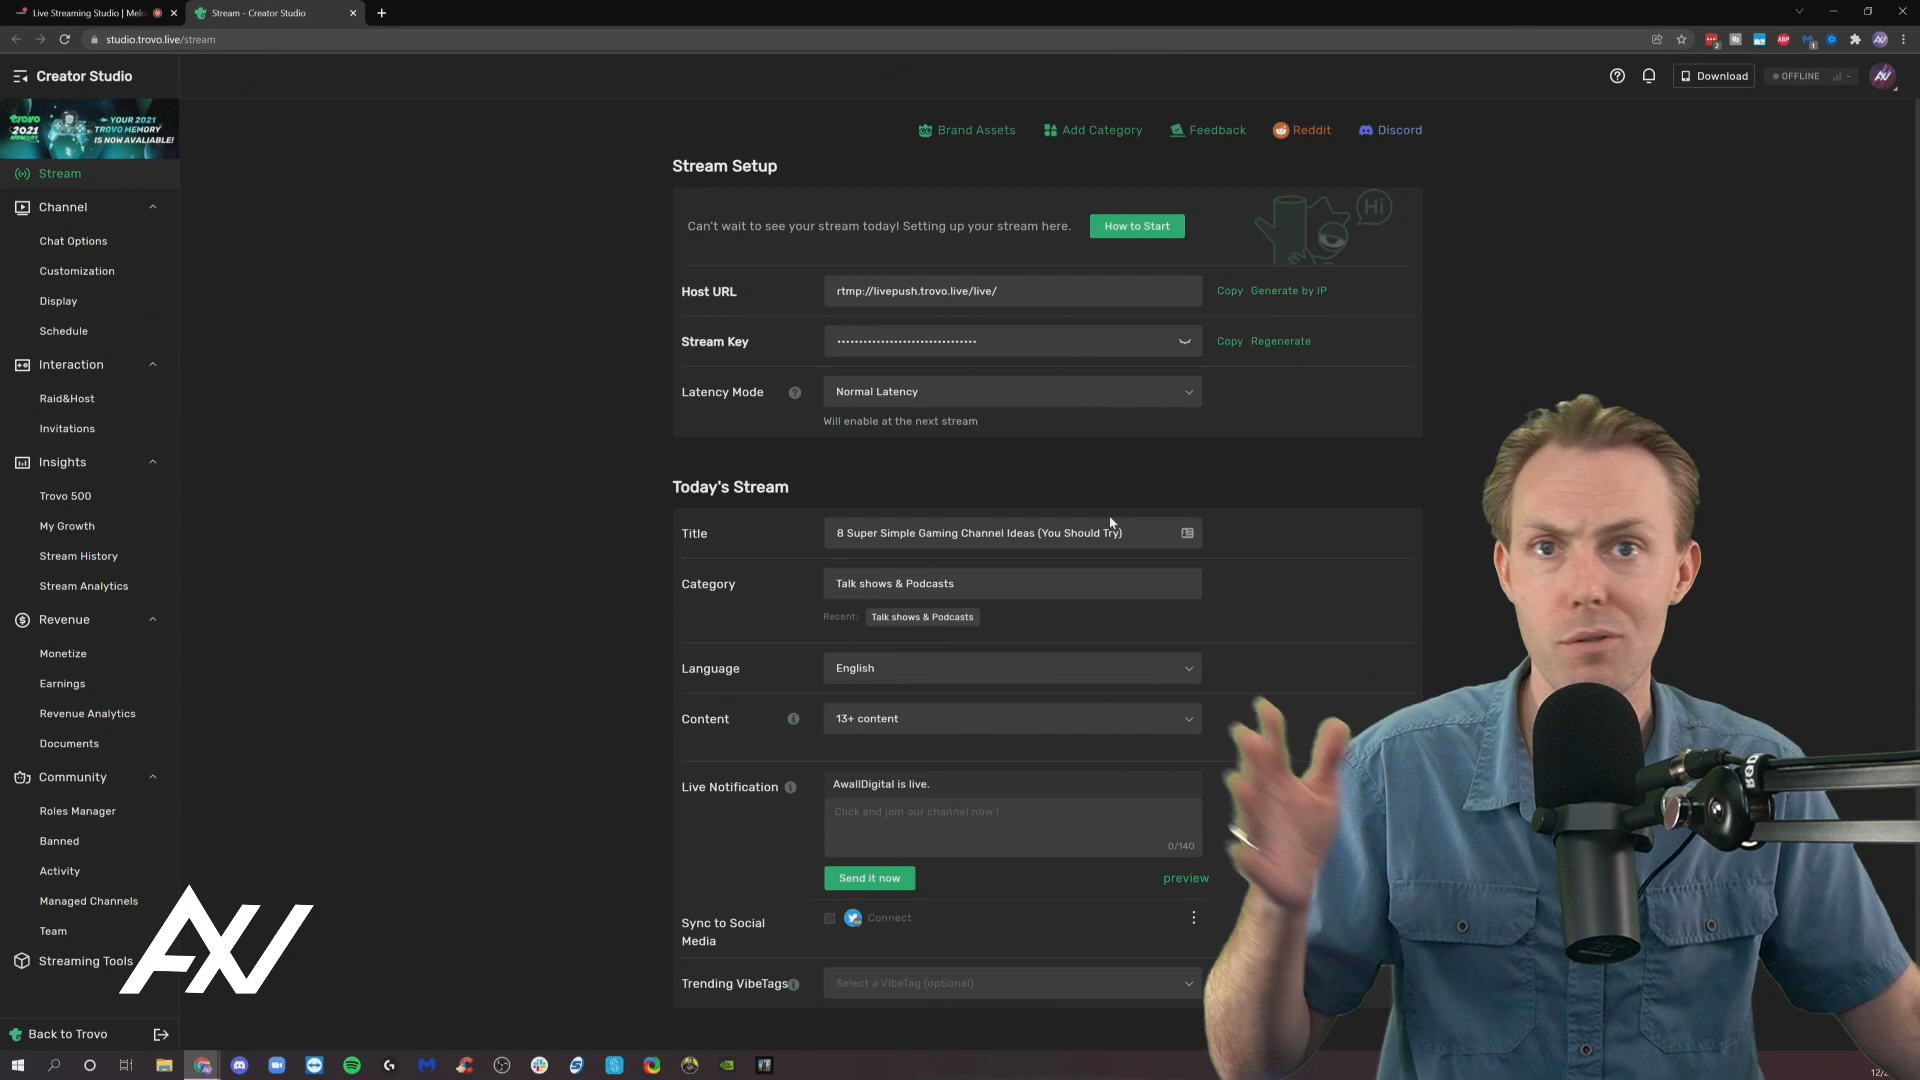 Live Streaming Studio | Mel
Stream - Creator Studio
studio.trovo.live/stream
ABP
Creator Studio
Download
OFFLINE
trovo
2021
MEMORY
YOUR 2021
TROVO MEMORY
IS NOW AVALIABLE!
Brand Assets
Add Category
Feedback
Reddit
Discord
Stream
Channel
Chat Options
Customization
Display
Schedule
Interaction
Raid&Host
Invitations
Insights
Trovo 500
My Growth
Stream History
Stream Analytics
Revenue
Monetize
Earnings
Revenue Analytics
Documents
Community
Roles Manager
Banned
Activity
Managed Channels
Team
Streaming Tools
Back to Trovo
Stream Setup
Can't wait to see your stream today! Setting up your stream here.
How to Start
Hi
Host URL
rtmp://livepush.trovo.live/live/
Copy Generate by IP
Stream Key
Copy Regenerate
Latency Mode
Normal Latency
Will enable at the next stream
Today's Stream
Title
8 Super Simple Gaming Channel Ideas (You Should Try)
Category
Talk shows & Podcasts
Recent: Talk shows & Podcasts
Language
English
Content
13+ content
Live Notification
AwallDigital is live.
Click and join our channel now !
0/140
Send it now
preview
Sync to Social
Media
Connect
Trending VibeTags
Select a VibeTag (optional)
RØD